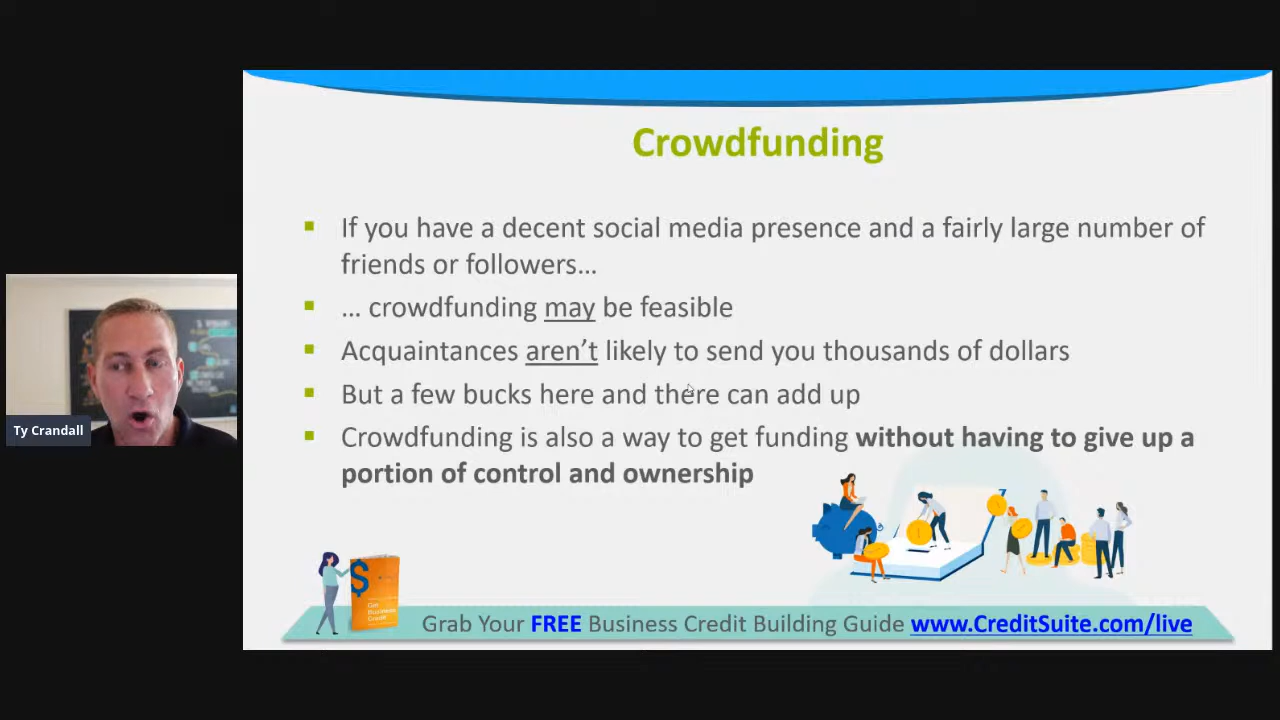 Crowdfunding
If you have a decent social media presence and a fairly large number of
friends or followers…
… crowdfunding may be feasible
Acquaintances aren't likely to send you thousands of dollars
But a few bucks here and there can add up
Crowdfunding is also a way to get funding without having to give up a
portion of control and ownership
Ty Crandall
$
Get
Business
Credit
Grab Your FREE Business Credit Building Guide www.CreditSuite.com/live